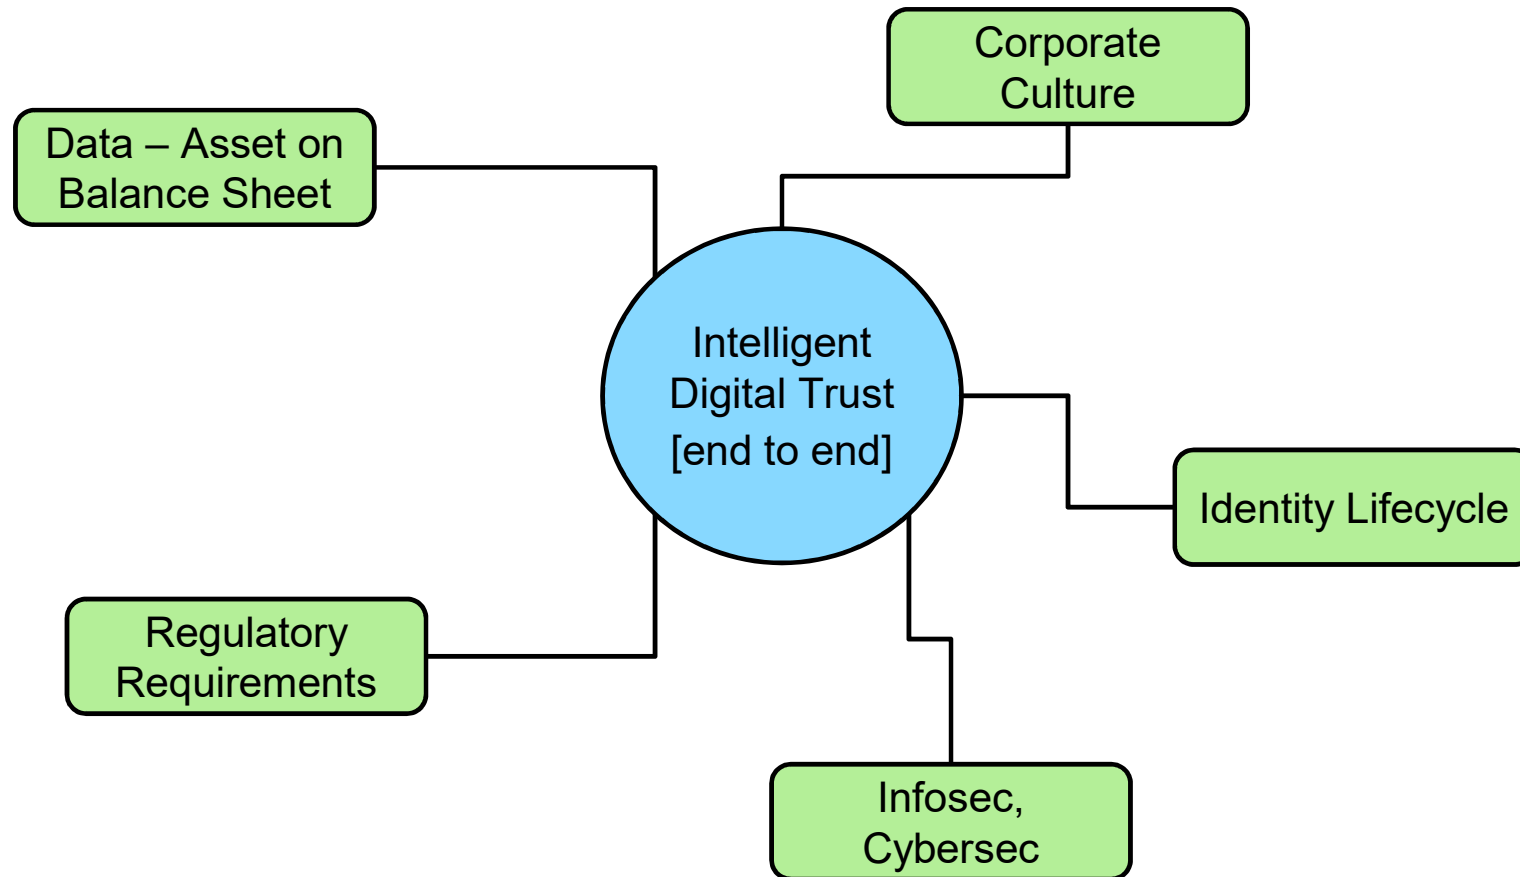 Corporate
Culture
Data – Asset on
Balance Sheet
Intelligent
Digital Trust
[end to end]
Identity Lifecycle
Regulatory
Requirements
Infosec,
Cybersec